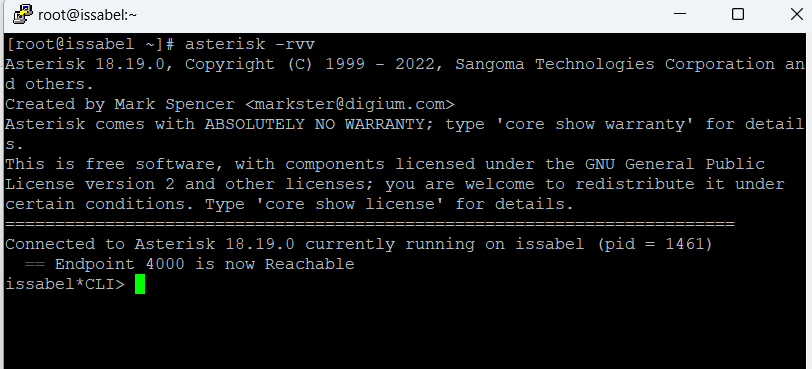 root@issabel:~
[root@issabel ~]# asterisk -rvv
Asterisk 18.19.0, Copyright (C) 1999 - 2022, Sangoma Technologies Corporation an
d others.
Created by Mark Spencer <markster@digium.com>
Asterisk comes with ABSOLUTELY NO WARRANTY; type 'core show warranty' for detail
s.
This is free software, with components licensed under the GNU General Public
License version 2 and other licenses; you are welcome to redistribute it under
certain conditions. Type 'core show license' for details.
=========================================================================
Connected to Asterisk 18.19.0 currently running on issabel (pid = 1461)
  == Endpoint 4000 is now Reachable
issabel*CLI>